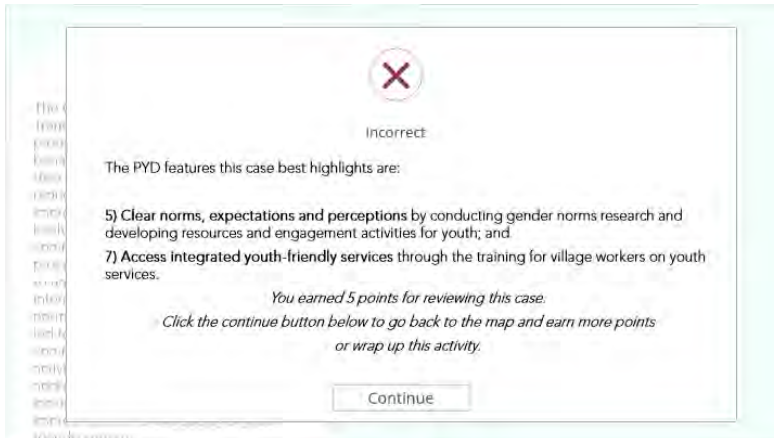 Incorrect
The PYD features this case best highlights are:
5) Clear norms, expectations and perceptions by conducting gender norms research and
developing resources and engagement activities for youth; and
7) Access integrated youth-friendly services through the training for village workers on youth
services.
You earned 5 points for reviewing this case.
Click the continue button below to go back to the map and earn more points
or wrap up this activity.
Continue